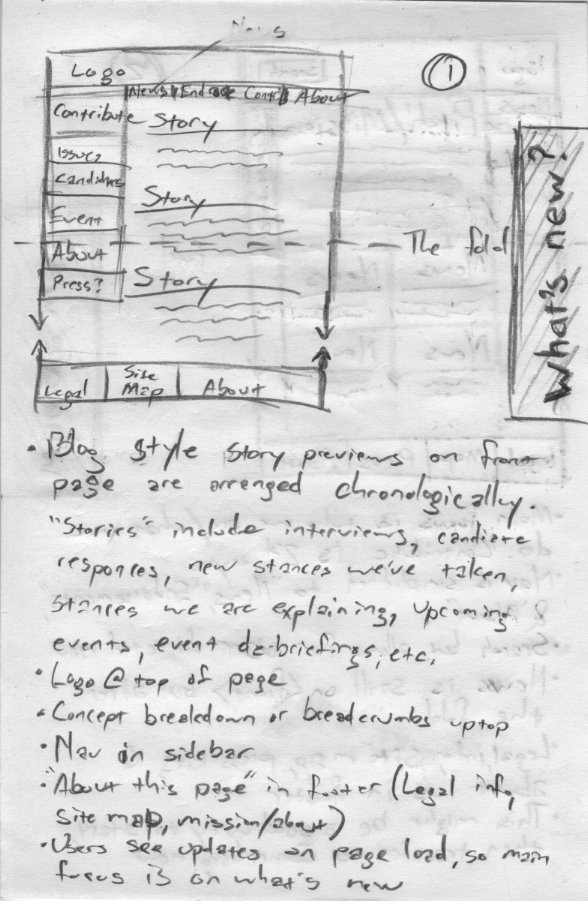 News
Logo
①
News Endorse Contrib About
Contribute
Story
Issues
Candidates
Story
Event
The fold
About
Press?
Story
What's new?
Legal
Site Map
About
• Blog style story previews on front
page are arranged chronologically.
"Stories" include interviews, candidate
responses, new stances we've taken,
stances we are explaining, upcoming
events, event de-briefings, etc.
• Logo @ top of page
• Concept breakdown or breadcrumbs up top
• Nav in sidebar
• "About this page" in footer (Legal info,
site map, mission/about)
• Users see updates on page load, so main
focus is on what's new